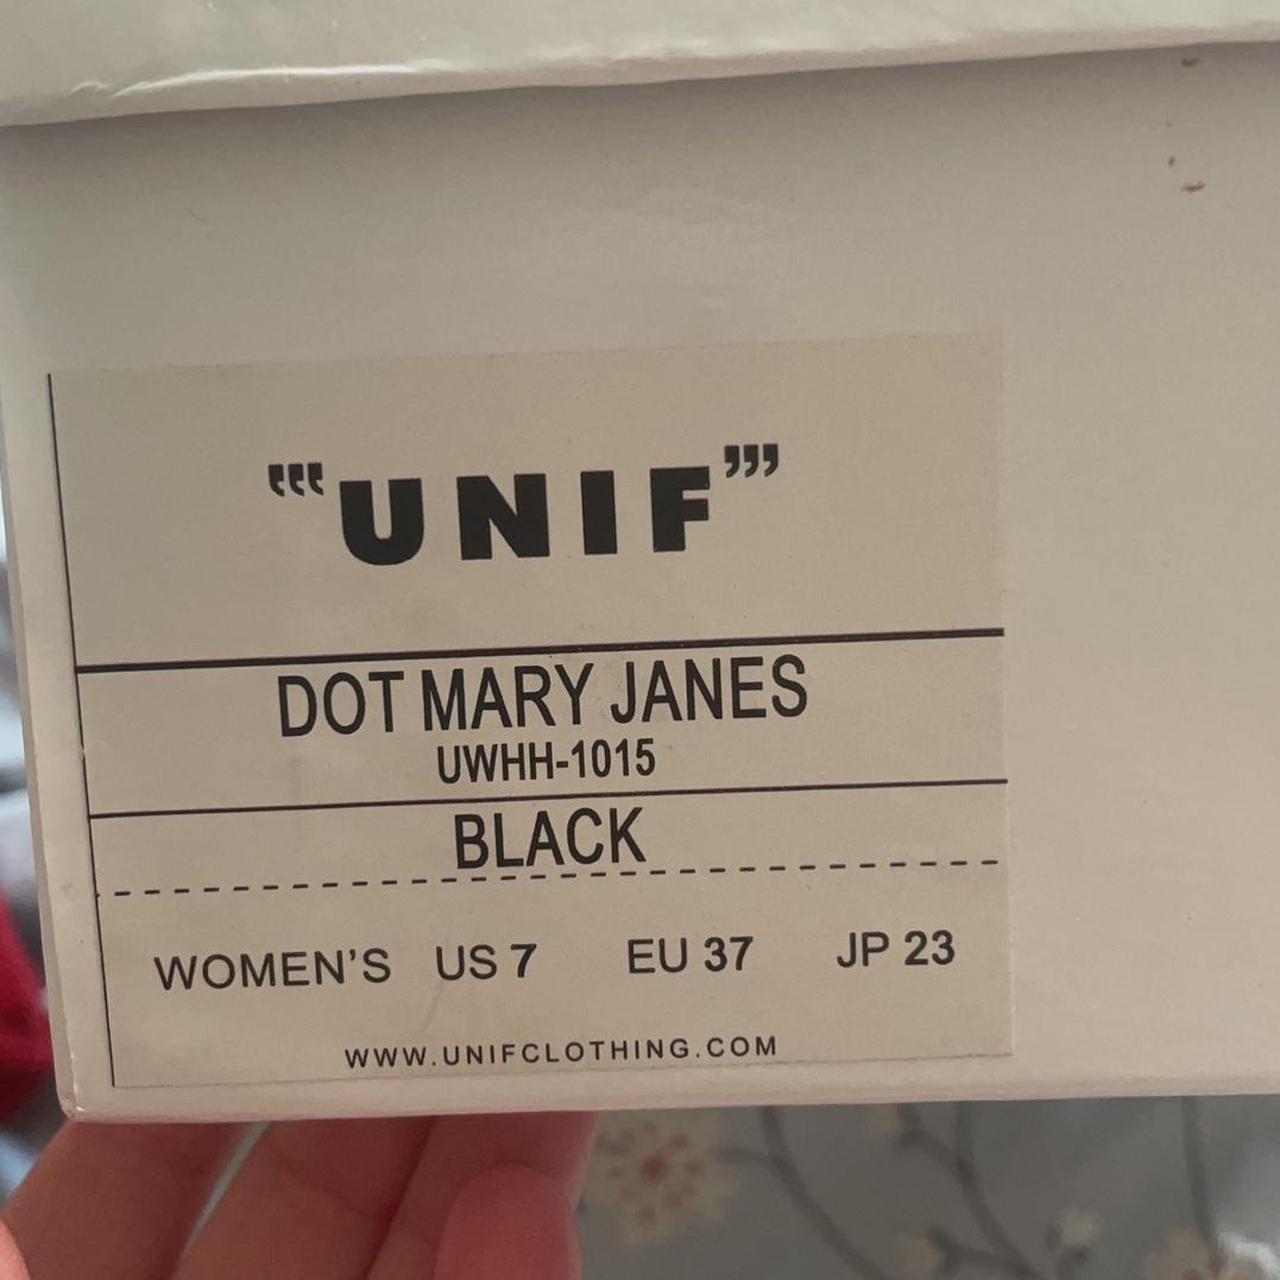 ‘‘‘UNIF’’’
DOT MARY JANES
UWHH-1015
BLACK
WOMEN’S US 7 EU 37 JP 23
WWW.UNIFCLOTHING.COM